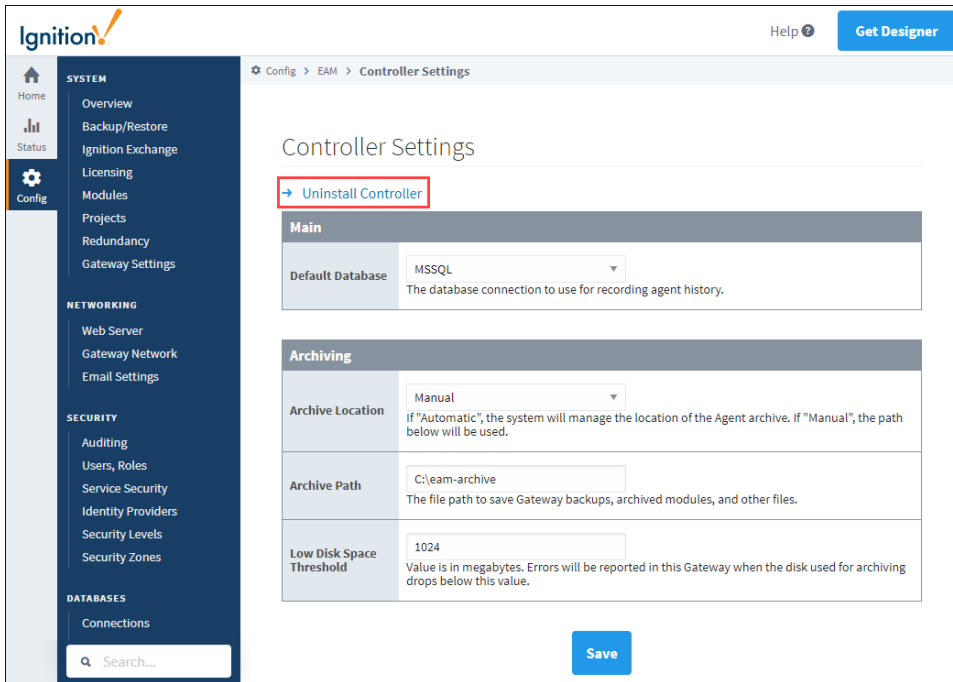 Ignition!
Help ?
Get Designer
Home
Status
Config
SYSTEM
Overview
Backup/Restore
Ignition Exchange
Licensing
Modules
Projects
Redundancy
Gateway Settings
NETWORKING
Web Server
Gateway Network
Email Settings
SECURITY
Auditing
Users, Roles
Service Security
Identity Providers
Security Levels
Security Zones
DATABASES
Connections
Search...
Config > EAM > Controller Settings
Controller Settings
→ Uninstall Controller
Main
Default Database
MSSQL
The database connection to use for recording agent history.
Archiving
Archive Location
Manual
If "Automatic", the system will manage the location of the Agent archive. If "Manual", the path
below will be used.
Archive Path
C:\eam-archive
The file path to save Gateway backups, archived modules, and other files.
Low Disk Space
Threshold
1024
Value is in megabytes. Errors will be reported in this Gateway when the disk used for archiving
drops below this value.
Save